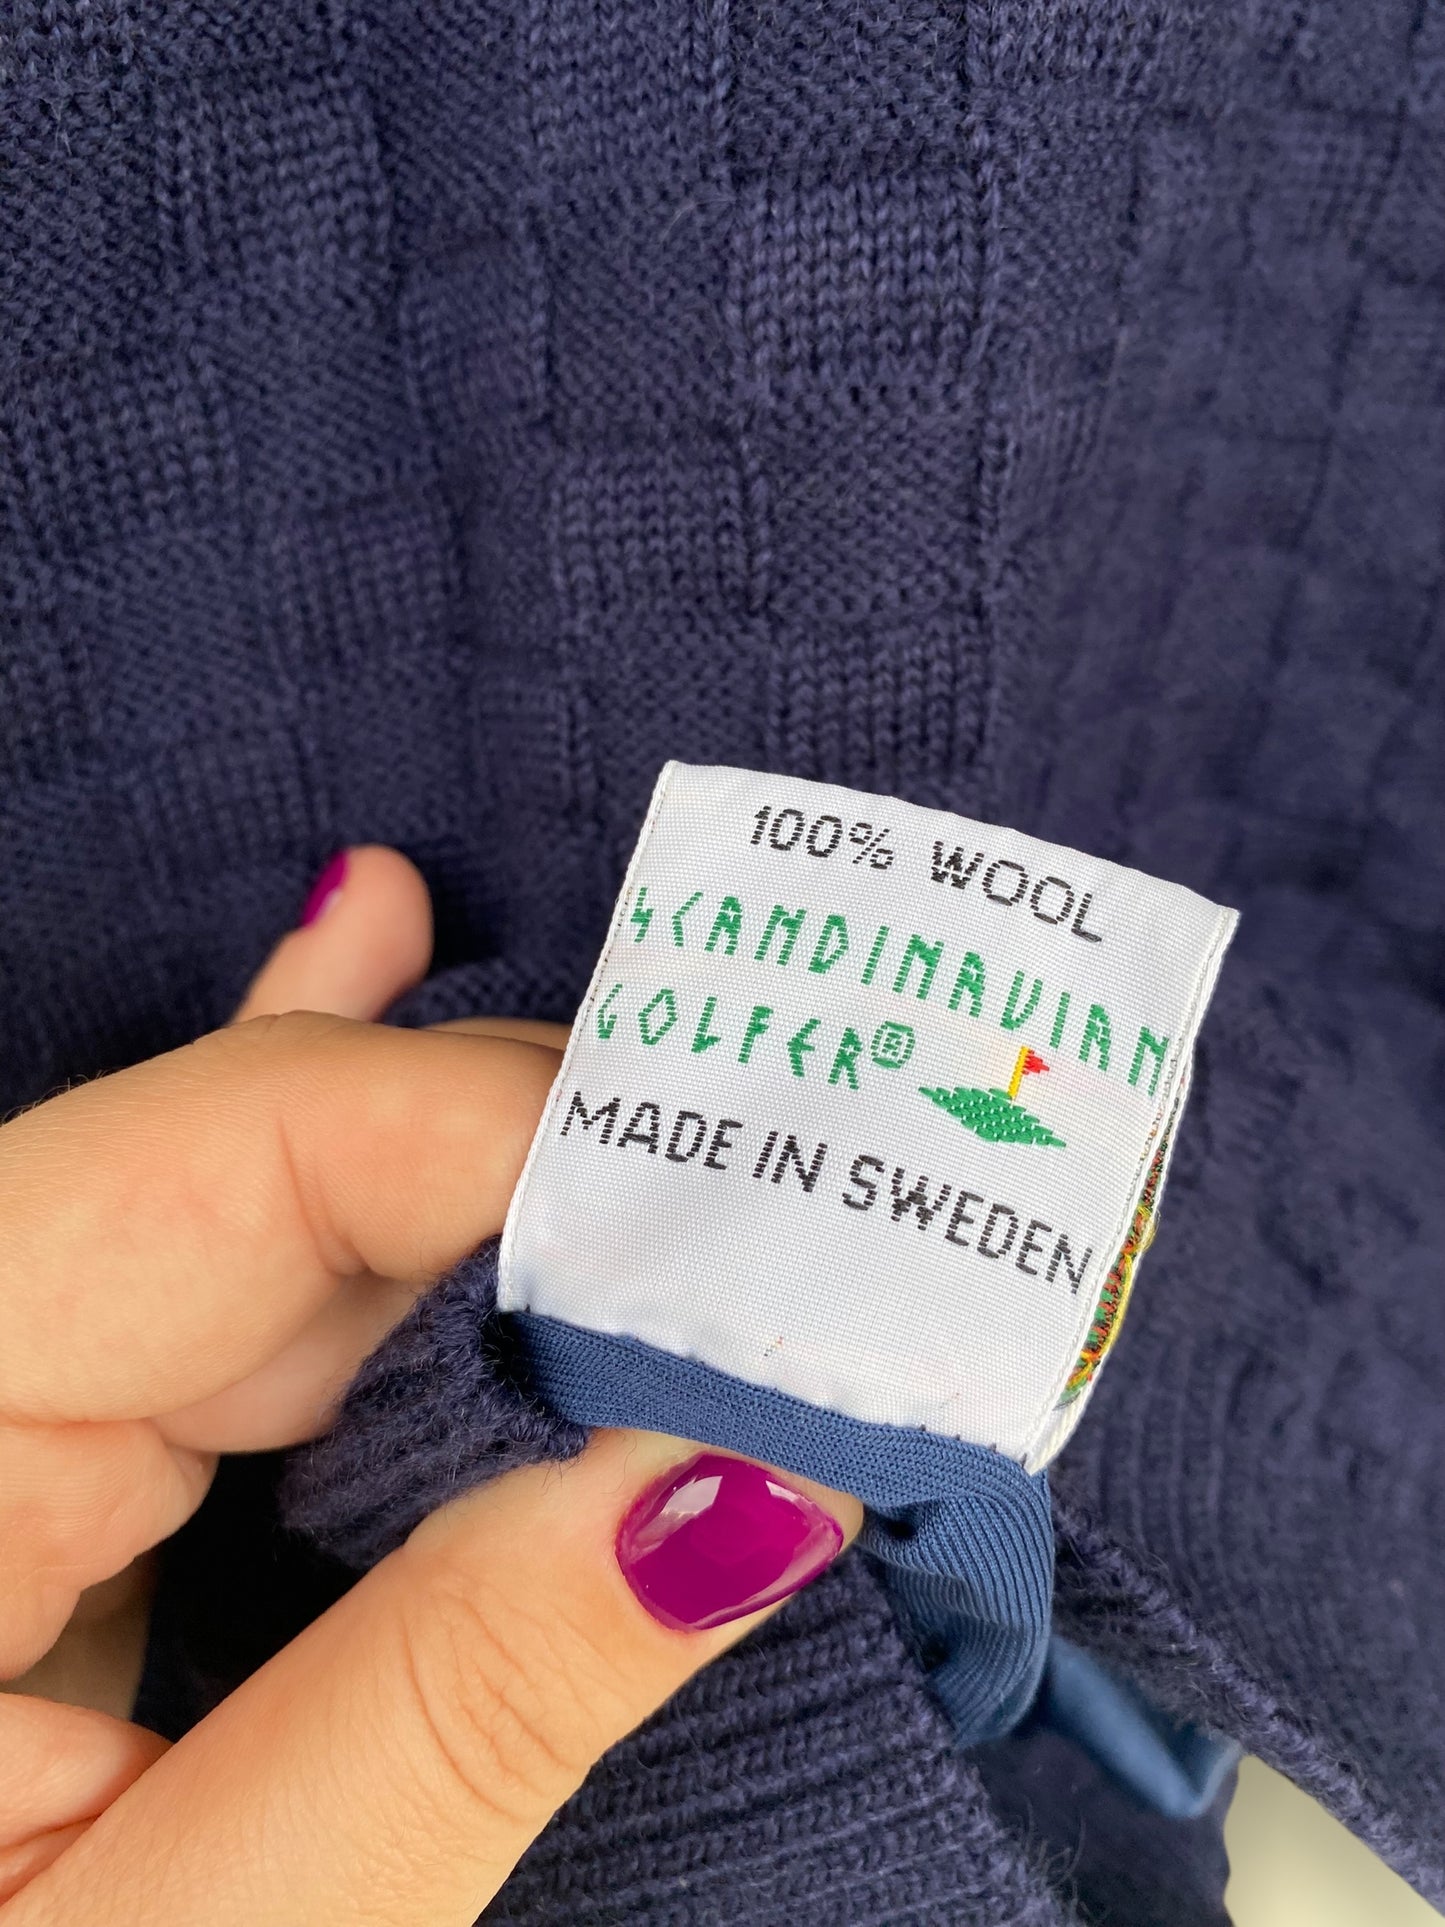 100% WOOL
SCANDINAVIAN
GOLFER®
MADE IN SWEDEN